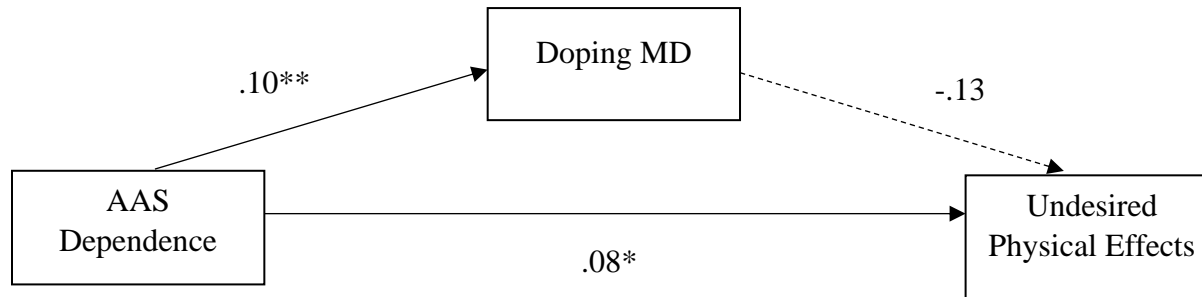 Doping MD
.10**
-.13
AAS
Dependence
Undesired
Physical Effects
.08*